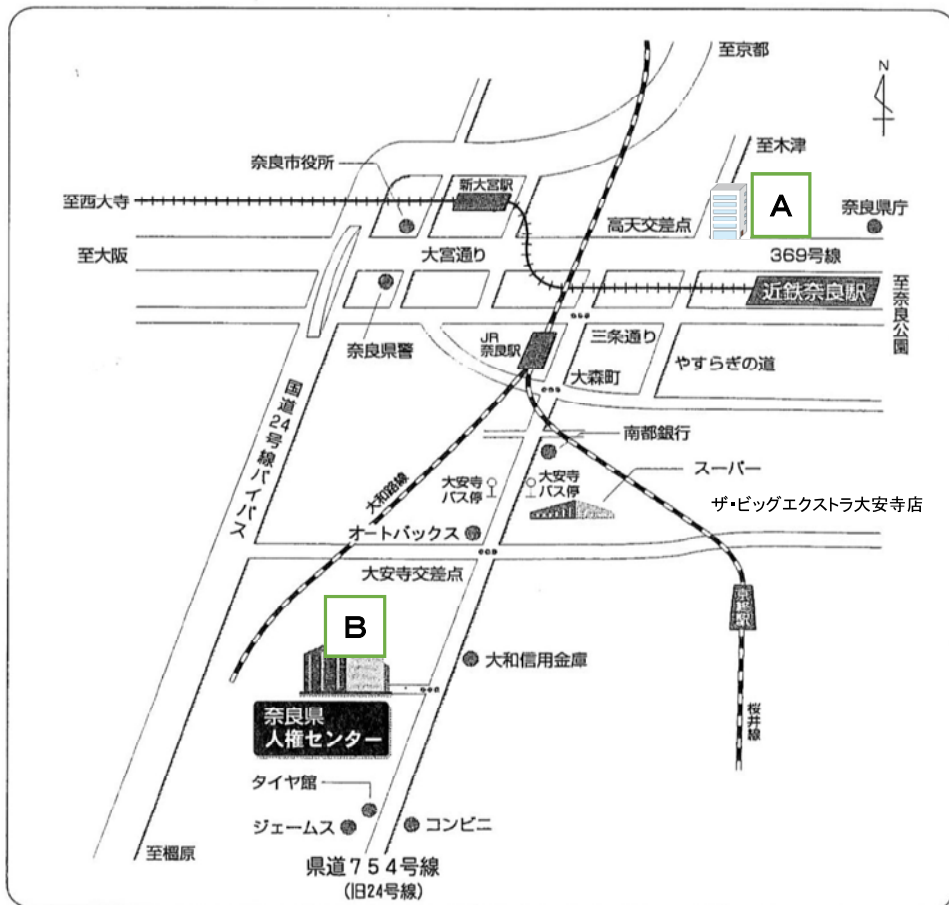 至京都
N
至木津
奈良市役所
新大宮駅
至西大寺
A
奈良県庁
高天交差点
至大阪
大宮通り
369号線
近鉄奈良駅
至奈良公園
奈良県警
JR
奈良駅
三条通り
やすらぎの道
大森町
国道24号線バイパス
南都銀行
大和路線
大安寺
バス停
大安寺
バス停
スーパー
ザ・ビッグエクストラ大安寺店
オートバックス
大安寺交差点
京終駅
B
大和信用金庫
奈良県
人権センター
桜井線
タイヤ館
ジェームス
コンビニ
至橿原
県道754号線
(旧24号線)